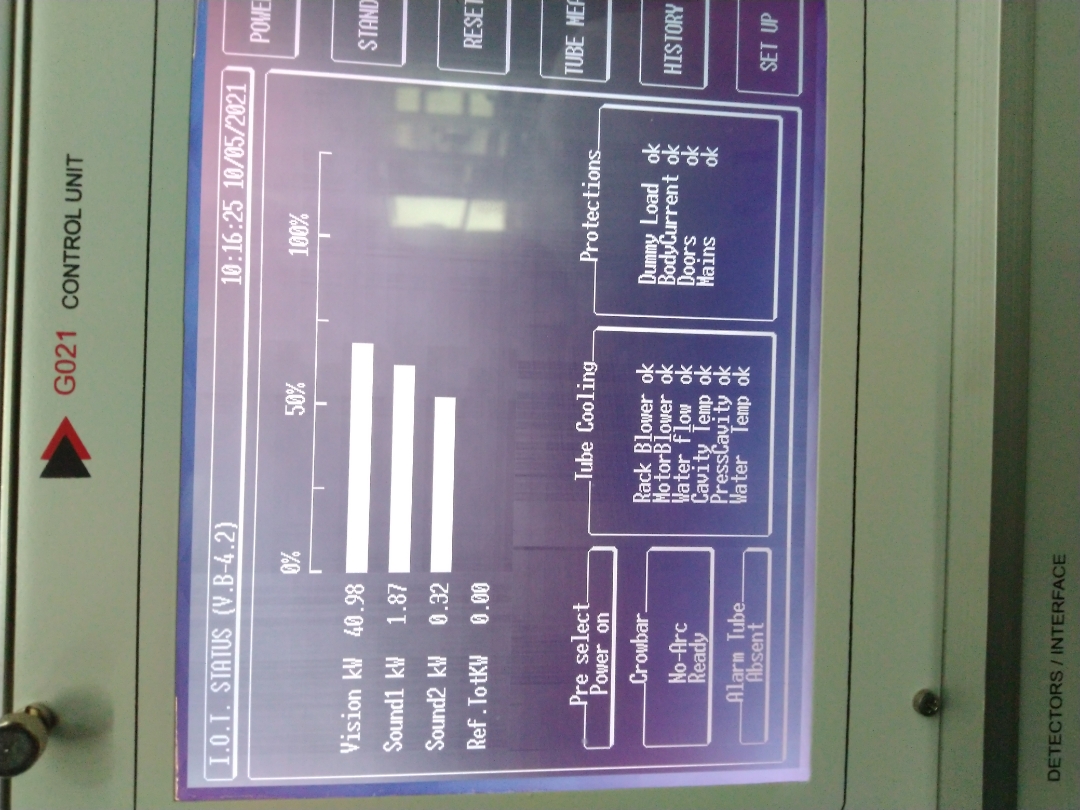 G021 CONTROL UNIT
I.O.T. STATUS (V.B-4.2) 10:16:25 10/05/2021
0% 50% 100%
Vision kW 40.98
Sound1 kW 1.87
Sound2 kW 0.32
Ref.TotKW 0.00
Pre select
Power on
Crowbar
No-Arc
Ready
Alarm Tube
Absent
Tube Cooling
Rack Blower ok
MotorBlower ok
Water flow ok
Cavity Temp ok
PressCavity ok
Water Temp ok
Protections
Dummy Load ok
BodyCurrent ok
Doors ok
Mains ok
POWE
STAND
RESET
TUBE MEA
HISTORY
SET UP
DETECTORS / INTERFACE